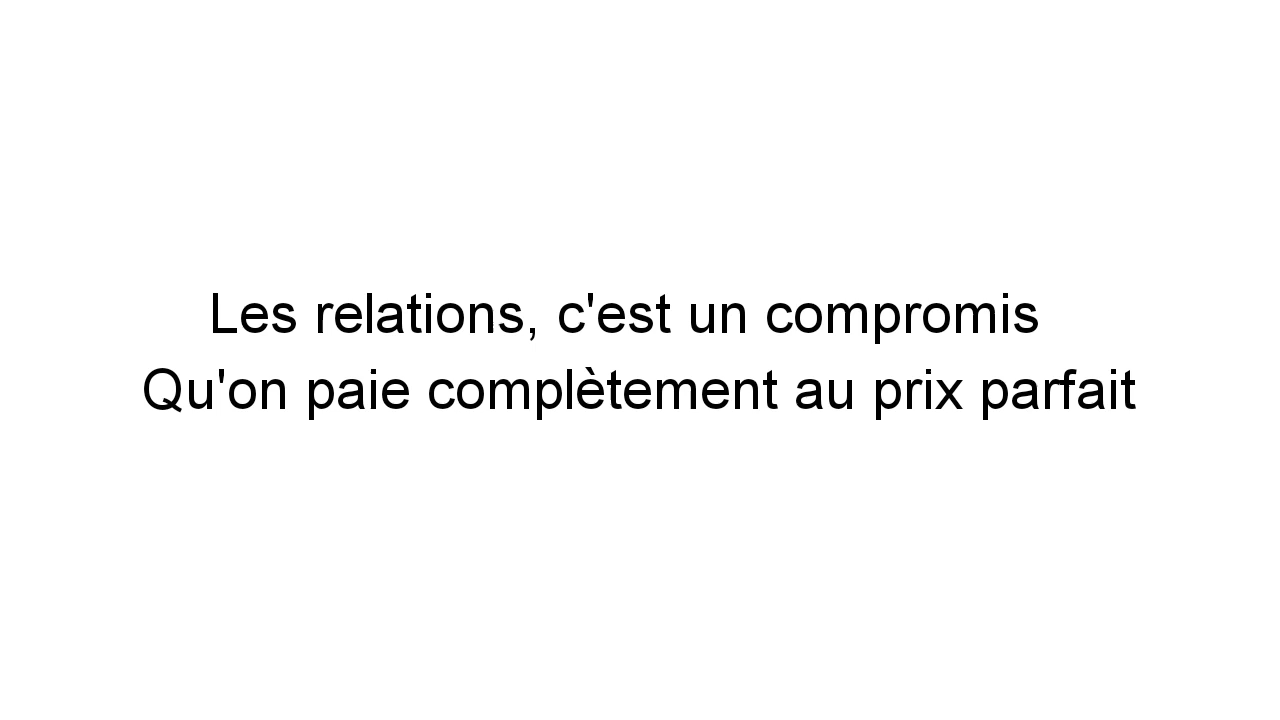 Les relations, c'est un compromis
Qu'on paie complètement au prix parfait